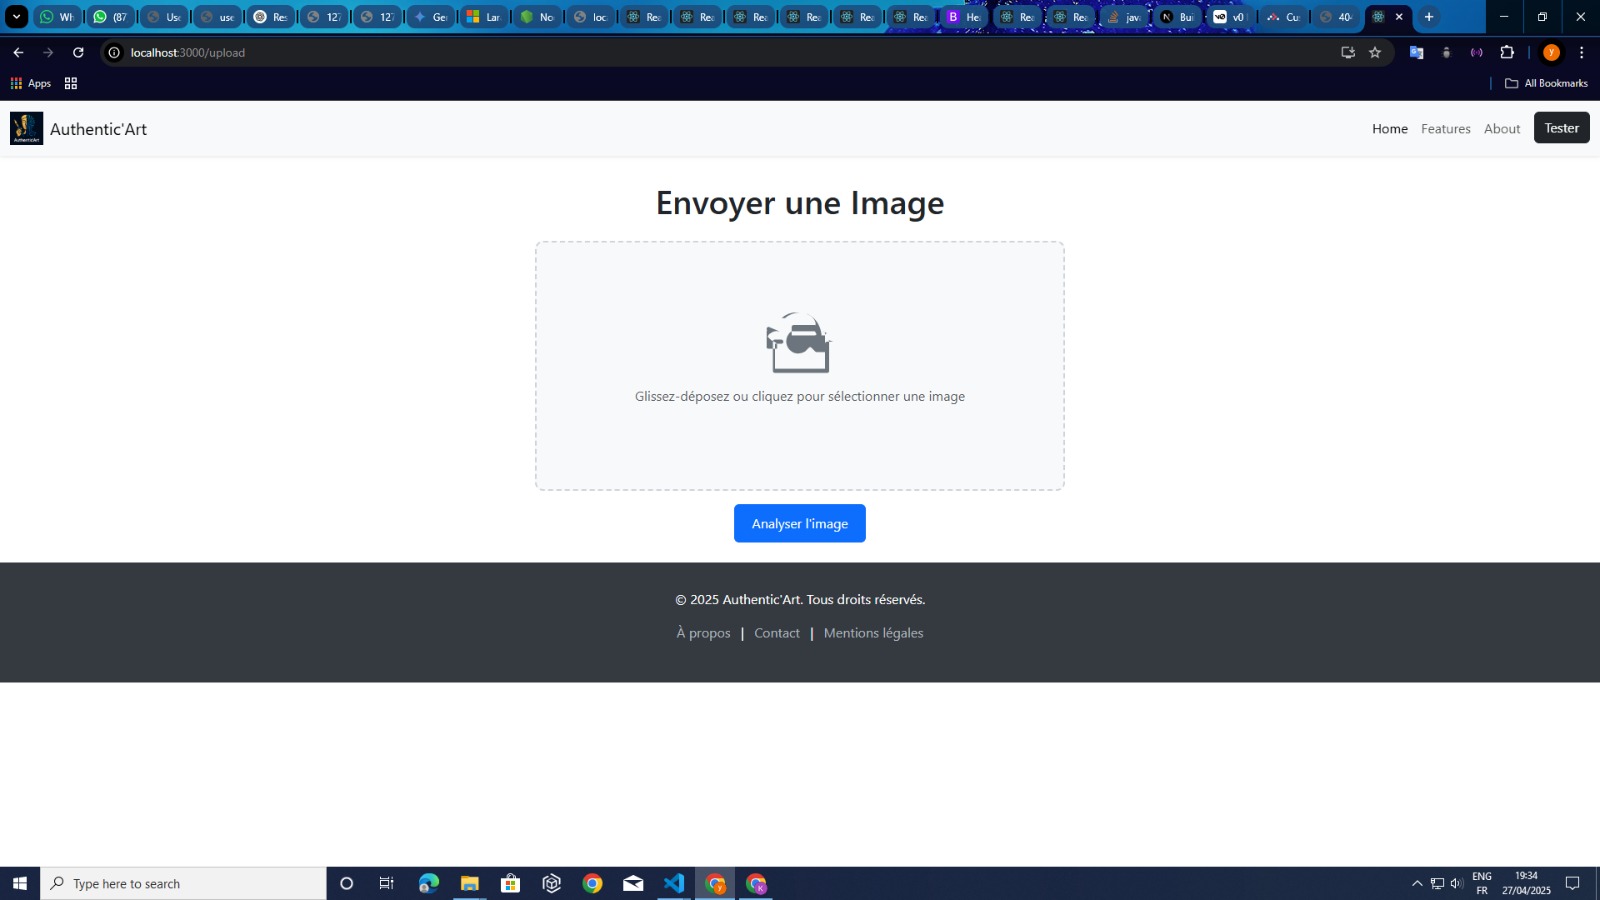 Wh
(87
Use
use
Res
127
127
Ge
Lar
No
loc
Rea
Rea
Rea
Rea
Rea
Rea
B
He
Rea
Rea
java
N
Bui
v0
Cus
404
localhost:3000/upload
y
Apps
All Bookmarks
Authentic'Art
Home Features About Tester
Envoyer une Image
Glissez-déposez ou cliquez pour sélectionner une image
Analyser l'image
© 2025 Authentic'Art. Tous droits réservés.
À propos | Contact | Mentions légales
Type here to search
ENG
FR
19:34
27/04/2025